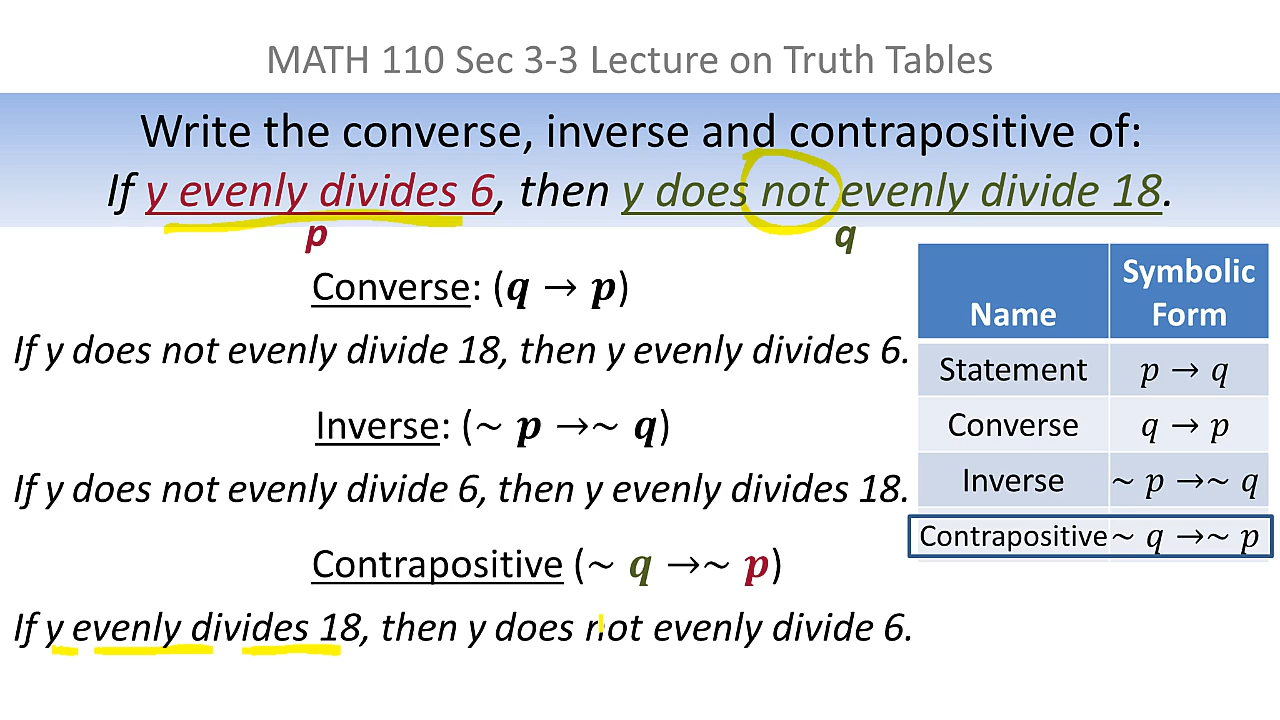 MATH 110 Sec 3-3 Lecture on Truth Tables
Write the converse, inverse and contrapositive of:
If y evenly divides 6, then y does not evenly divide 18.
p q
Converse: (q → p)
If y does not evenly divide 18, then y evenly divides 6.
Inverse: (~ p →~ q)
If y does not evenly divide 6, then y evenly divides 18.
Contrapositive (~ q →~ p)
If y evenly divides 18, then y does not evenly divide 6.
Name Symbolic Form
Statement p → q
Converse q → p
Inverse ~ p →~ q
Contrapositive ~ q →~ p